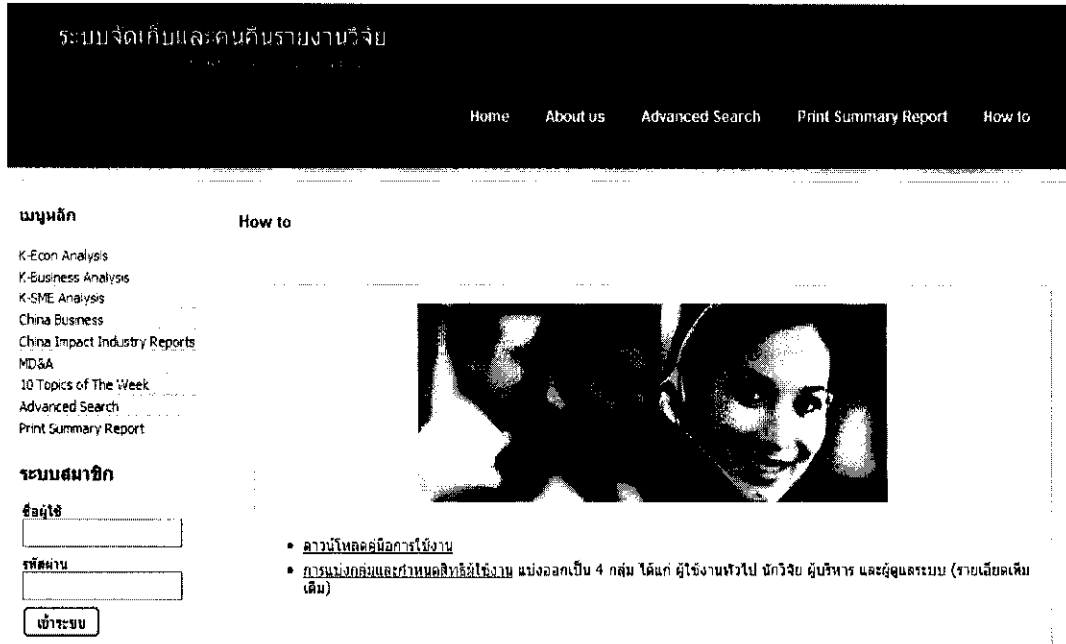 ระบบจัดเก็บและค้นคืนรายงานวิจัย
Home About us Advanced Search Print Summary Report How to
เมนูหลัก
K-Econ Analysis
K-Business Analysis
K-SME Analysis
China Business
China Impact Industry Reports
MD&A
10 Topics of The Week
Advanced Search
Print Summary Report
ระบบสมาชิก
ชื่อผู้ใช้
รหัสผ่าน
เข้าระบบ
How to
ดาวน์โหลดคู่มือการใช้งาน
การแบ่งกลุ่มและกำหนดสิทธิผู้ใช้งาน แบ่งออกเป็น 4 กลุ่ม ได้แก่ ผู้ใช้งานทั่วไป นักวิจัย ผู้บริหาร และผู้ดูแลระบบ (รายเอียดเพิ่ม
เติม)